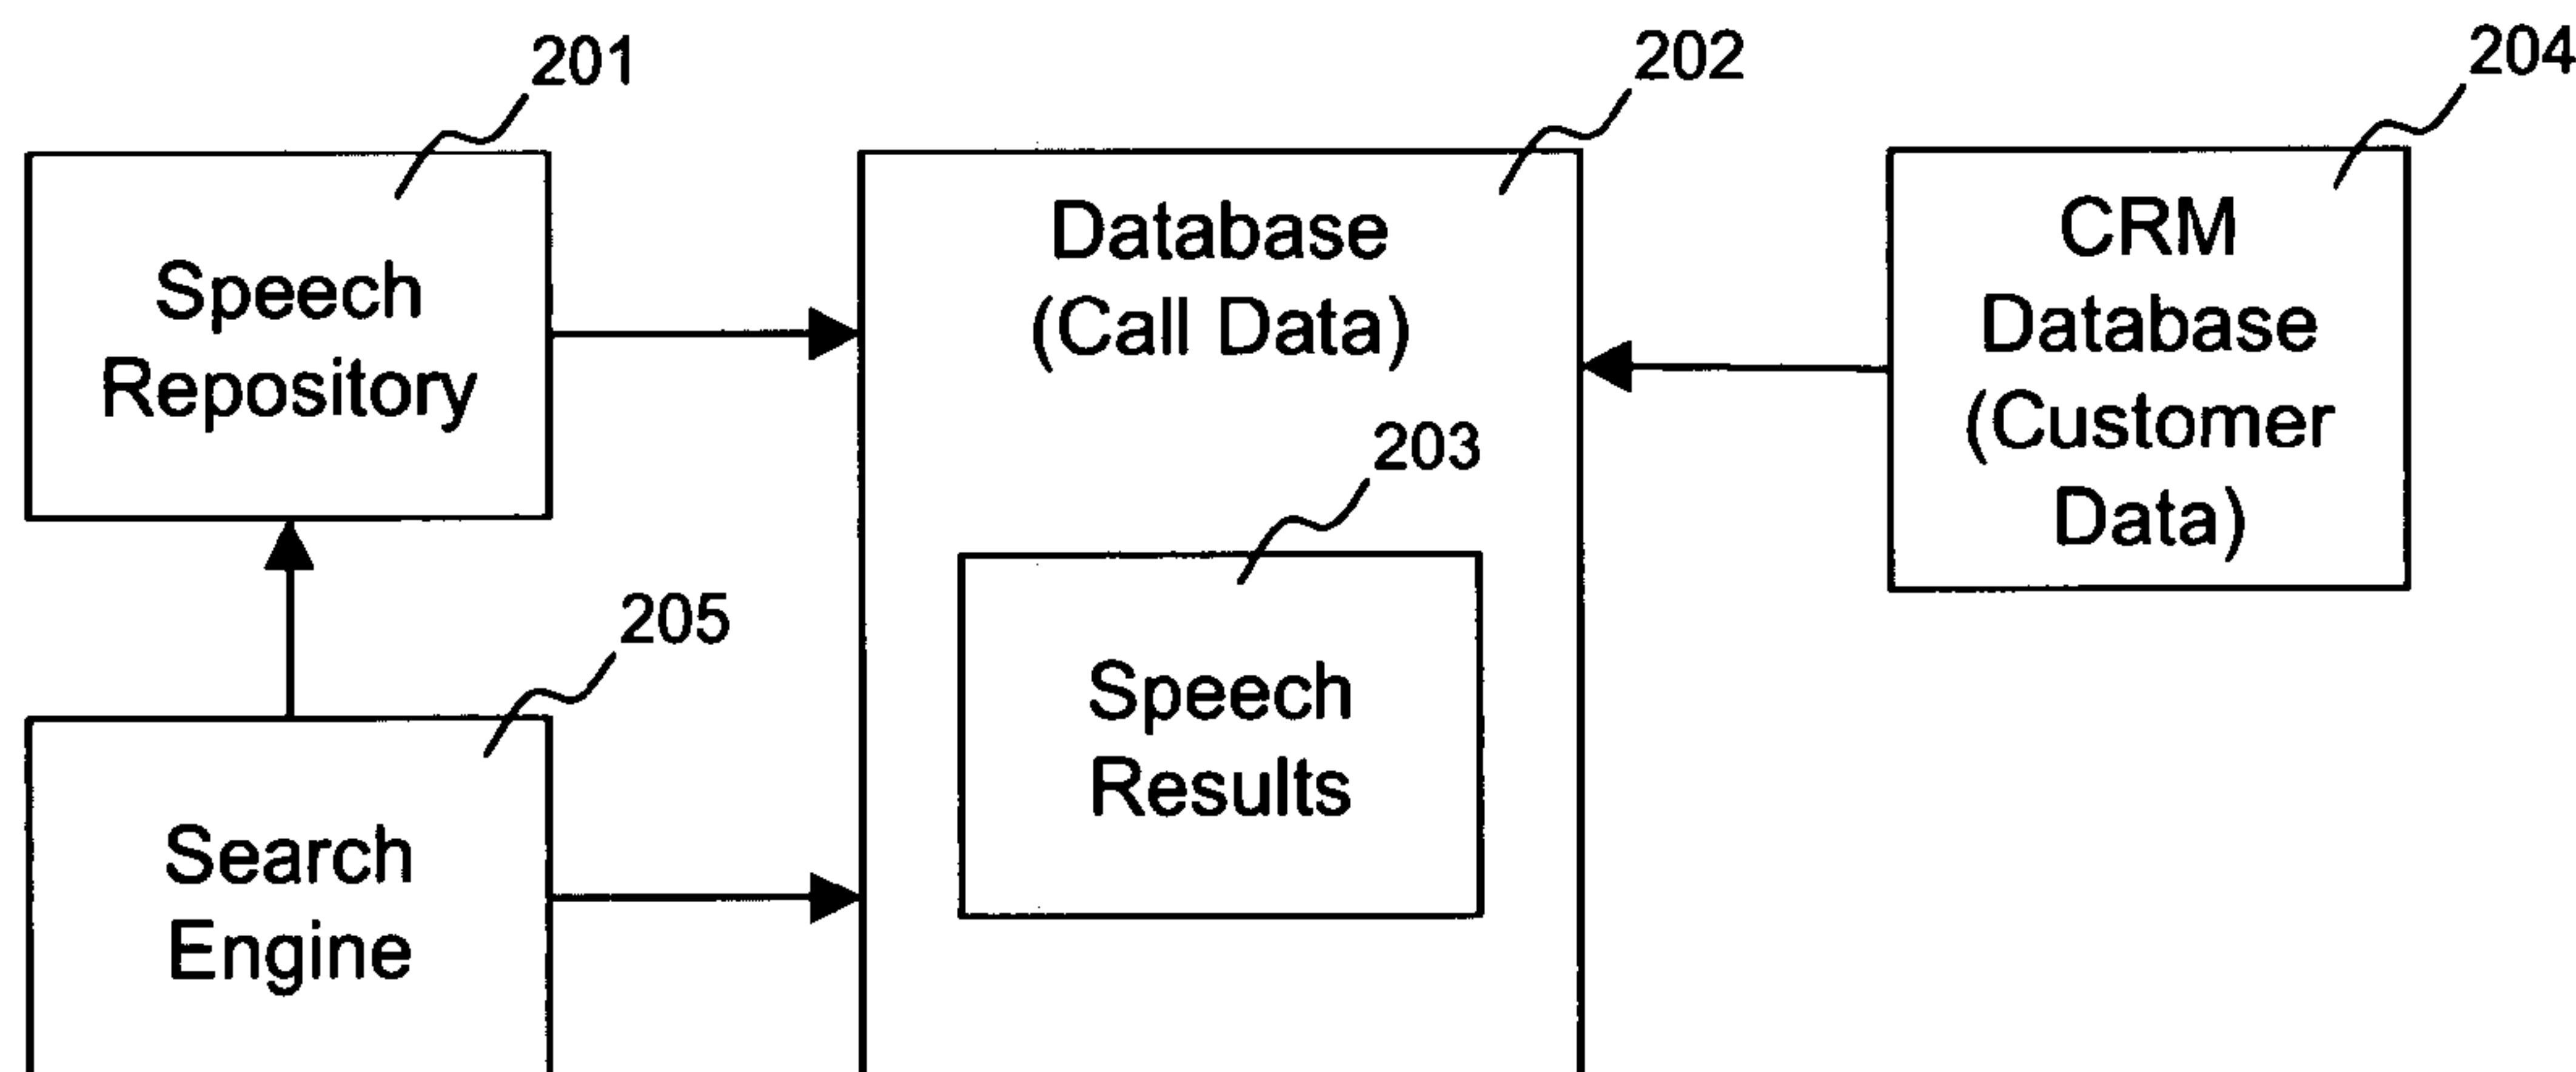 201
202
204
Speech
Repository
Database
(Call Data)
CRM
Database
(Customer
Data)
203
Speech
Results
205
Search
Engine